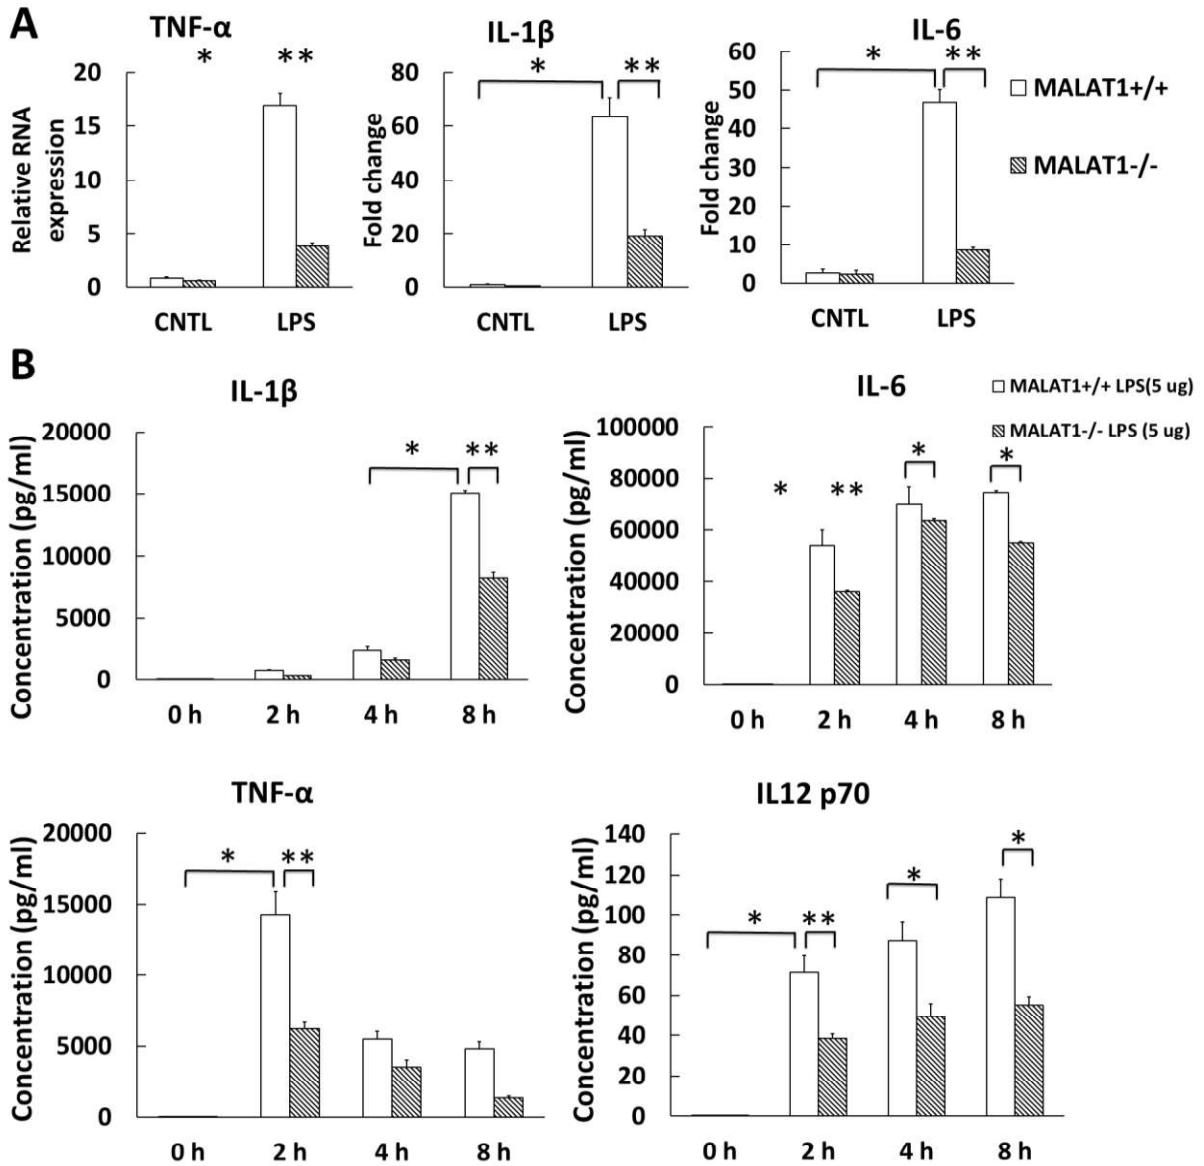 A
TNF-α
IL-1β
IL-6
* **
* **
* **
Relative RNA
expression
20
15
10
5
0
CNTL LPS
Fold change
80
60
40
20
0
CNTL LPS
Fold change
60
50
40
30
20
10
0
CNTL LPS
MALAT1+/+
MALAT1-/-
B
IL-1β
Concentration (pg/ml)
20000
15000
10000
5000
0
* **
0 h 2 h 4 h 8 h
IL-6
MALAT1+/+ LPS(5 ug)
MALAT1-/- LPS (5 ug)
Concentration (pg/ml)
100000
80000
60000
40000
20000
0
* ** * *
0 h 2 h 4 h 8 h
TNF-α
Concentration (pg/ml)
20000
15000
10000
5000
0
* **
0 h 2 h 4 h 8 h
IL12 p70
Concentration (pg/ml)
140
120
100
80
60
40
20
0
* ** * *
0 h 2 h 4 h 8 h